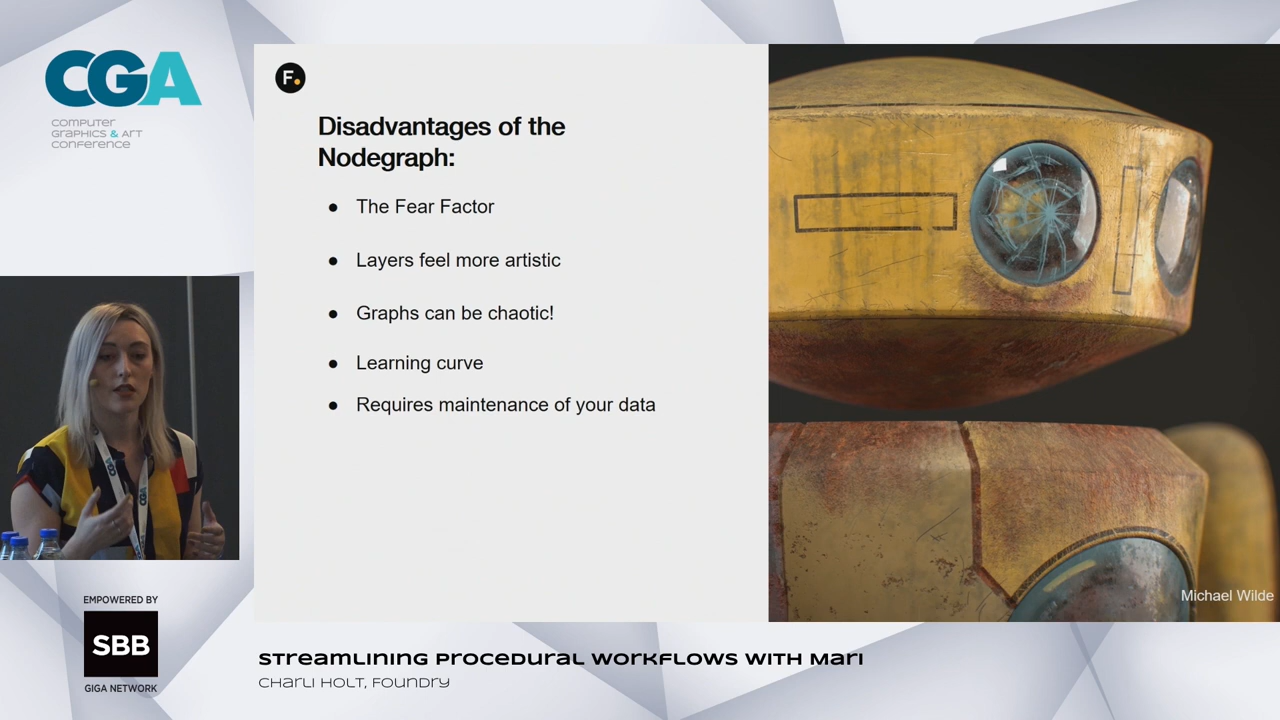 CGA
COMPUTER
GRAPHICS & ART
CONFERENCE
F.
Disadvantages of the
Nodegraph:
● The Fear Factor
● Layers feel more artistic
● Graphs can be chaotic!
● Learning curve
● Requires maintenance of your data
Michael Wilde
CGA
EMPOWERED BY
SBB
GIGA NETWORK
STREAMLINING PROCEDURAL WORKFLOWS WITH MARI
CHARLI HOLT, FOUNDRY